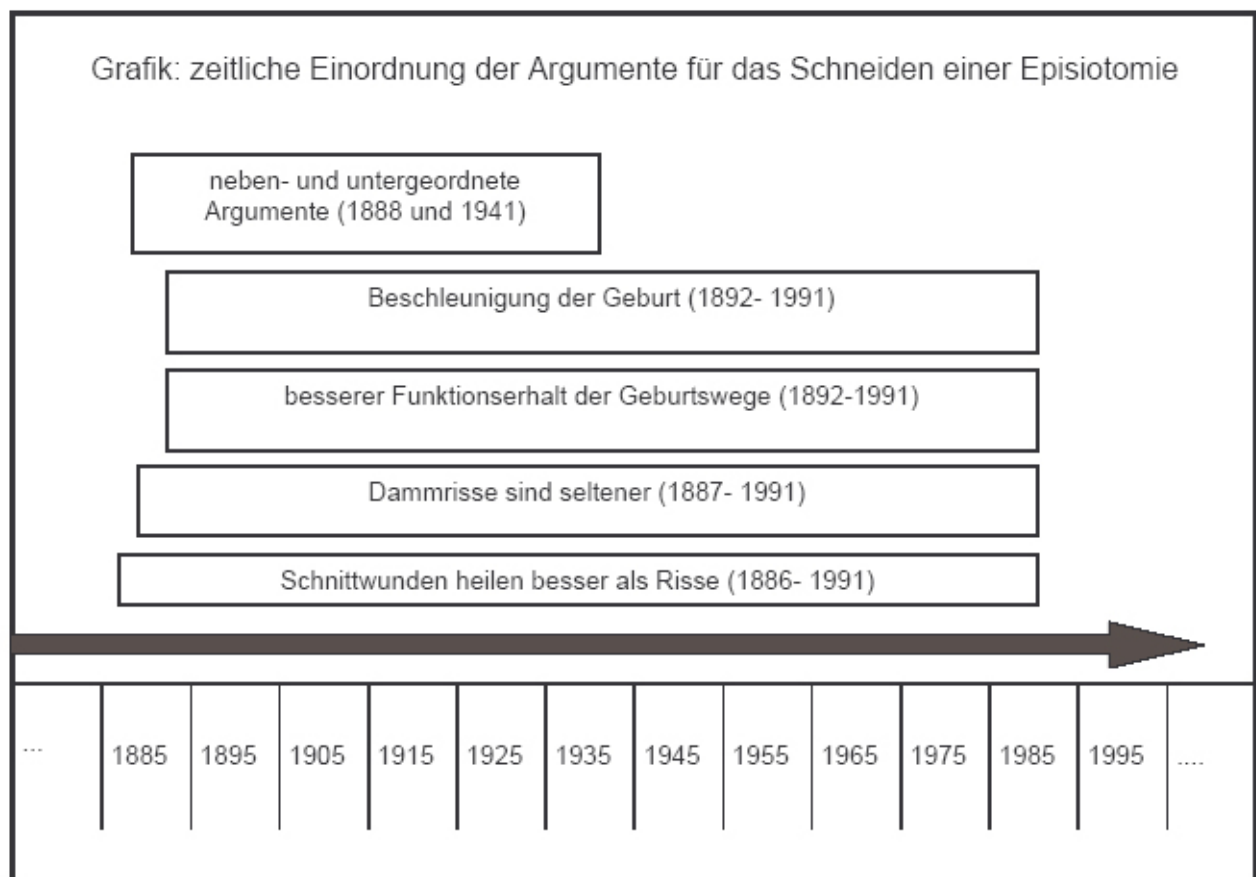 Grafik: zeitliche Einordnung der Argumente für das Schneiden einer Episiotomie
neben- und untergeordnete
Argumente (1888 und 1941)
Beschleunigung der Geburt (1892- 1991)
besserer Funktionserhalt der Geburtswege (1892-1991)
Dammrisse sind seltener (1887- 1991)
Schnittwunden heilen besser als Risse (1886- 1991)
... 1885 1895 1905 1915 1925 1935 1945 1955 1965 1975 1985 1995 ....